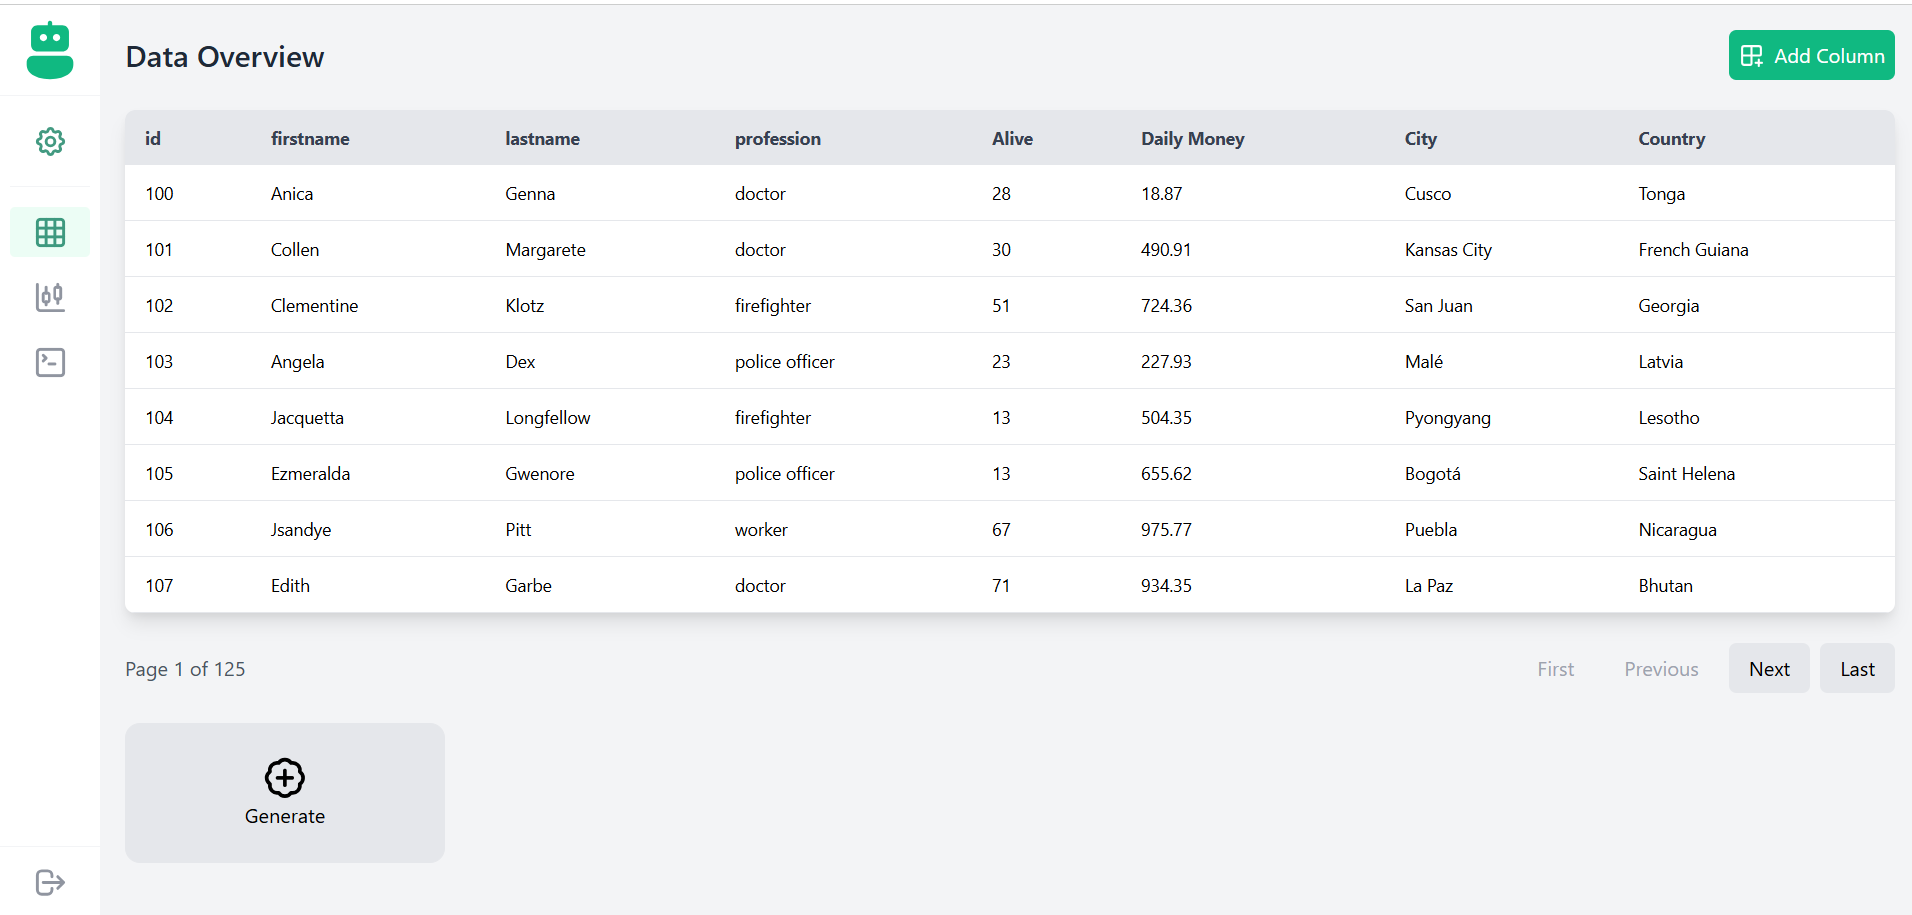 Data Overview
Add Column
id firstname lastname profession Alive Daily Money City Country
100 Anica Genna doctor 28 18.87 Cusco Tonga
101 Collen Margarete doctor 30 490.91 Kansas City French Guiana
102 Clementine Klotz firefighter 51 724.36 San Juan Georgia
103 Angela Dex police officer 23 227.93 Malé Latvia
104 Jacquetta Longfellow firefighter 13 504.35 Pyongyang Lesotho
105 Ezmeralda Gwenore police officer 13 655.62 Bogotá Saint Helena
106 Jsandye Pitt worker 67 975.77 Puebla Nicaragua
107 Edith Garbe doctor 71 934.35 La Paz Bhutan
Page 1 of 125 First Previous Next Last
Generate